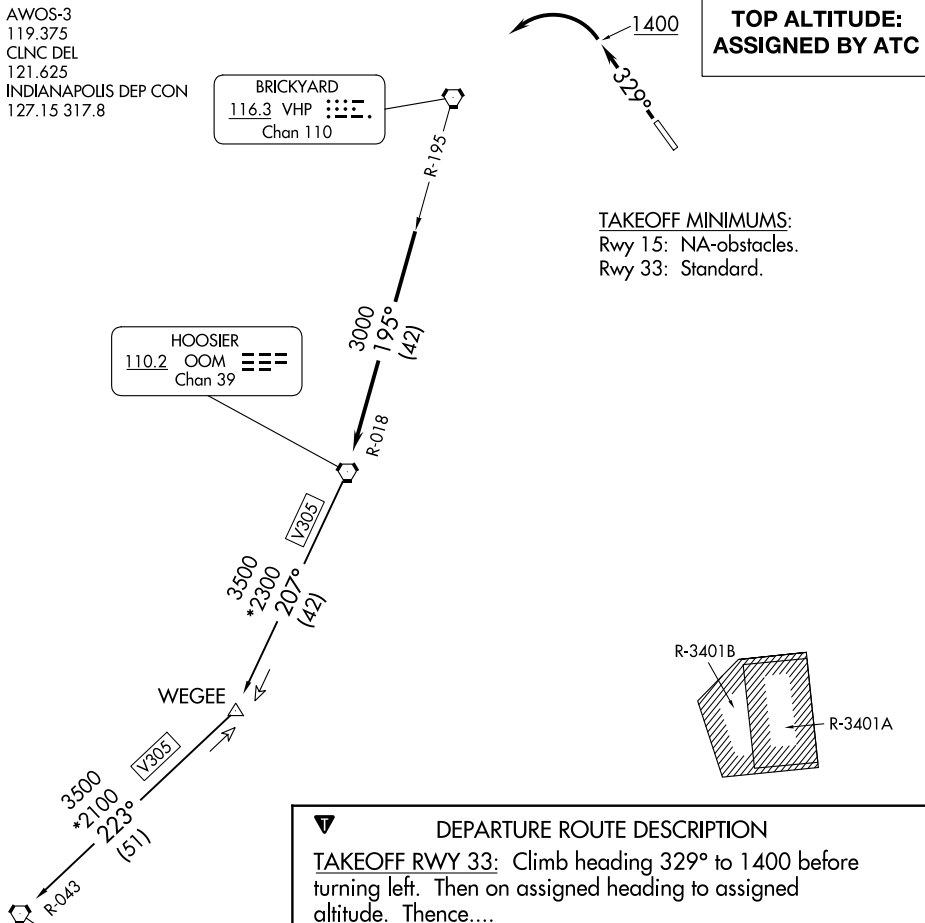 AWOS-3
119.375
CLNC DEL
121.625
INDIANAPOLIS DEP CON
127.15 317.8
BRICKYARD
116.3 VHP
Chan 110
1400
329°
TOP ALTITUDE:
ASSIGNED BY ATC
R-195
TAKEOFF MINIMUMS:
Rwy 15: NA-obstacles.
Rwy 33: Standard.
3000
195°
(42)
HOOSIER
110.2 OOM
Chan 39
R-018
V305
3500
*2300
207°
(42)
WEGEE
R-3401B
R-3401A
V305
3500
*2100
223°
(51)
R-043
T
DEPARTURE ROUTE DESCRIPTION
TAKEOFF RWY 33: Climb heading 329° to 1400 before
turning left. Then on assigned heading to assigned
altitude. Thence....